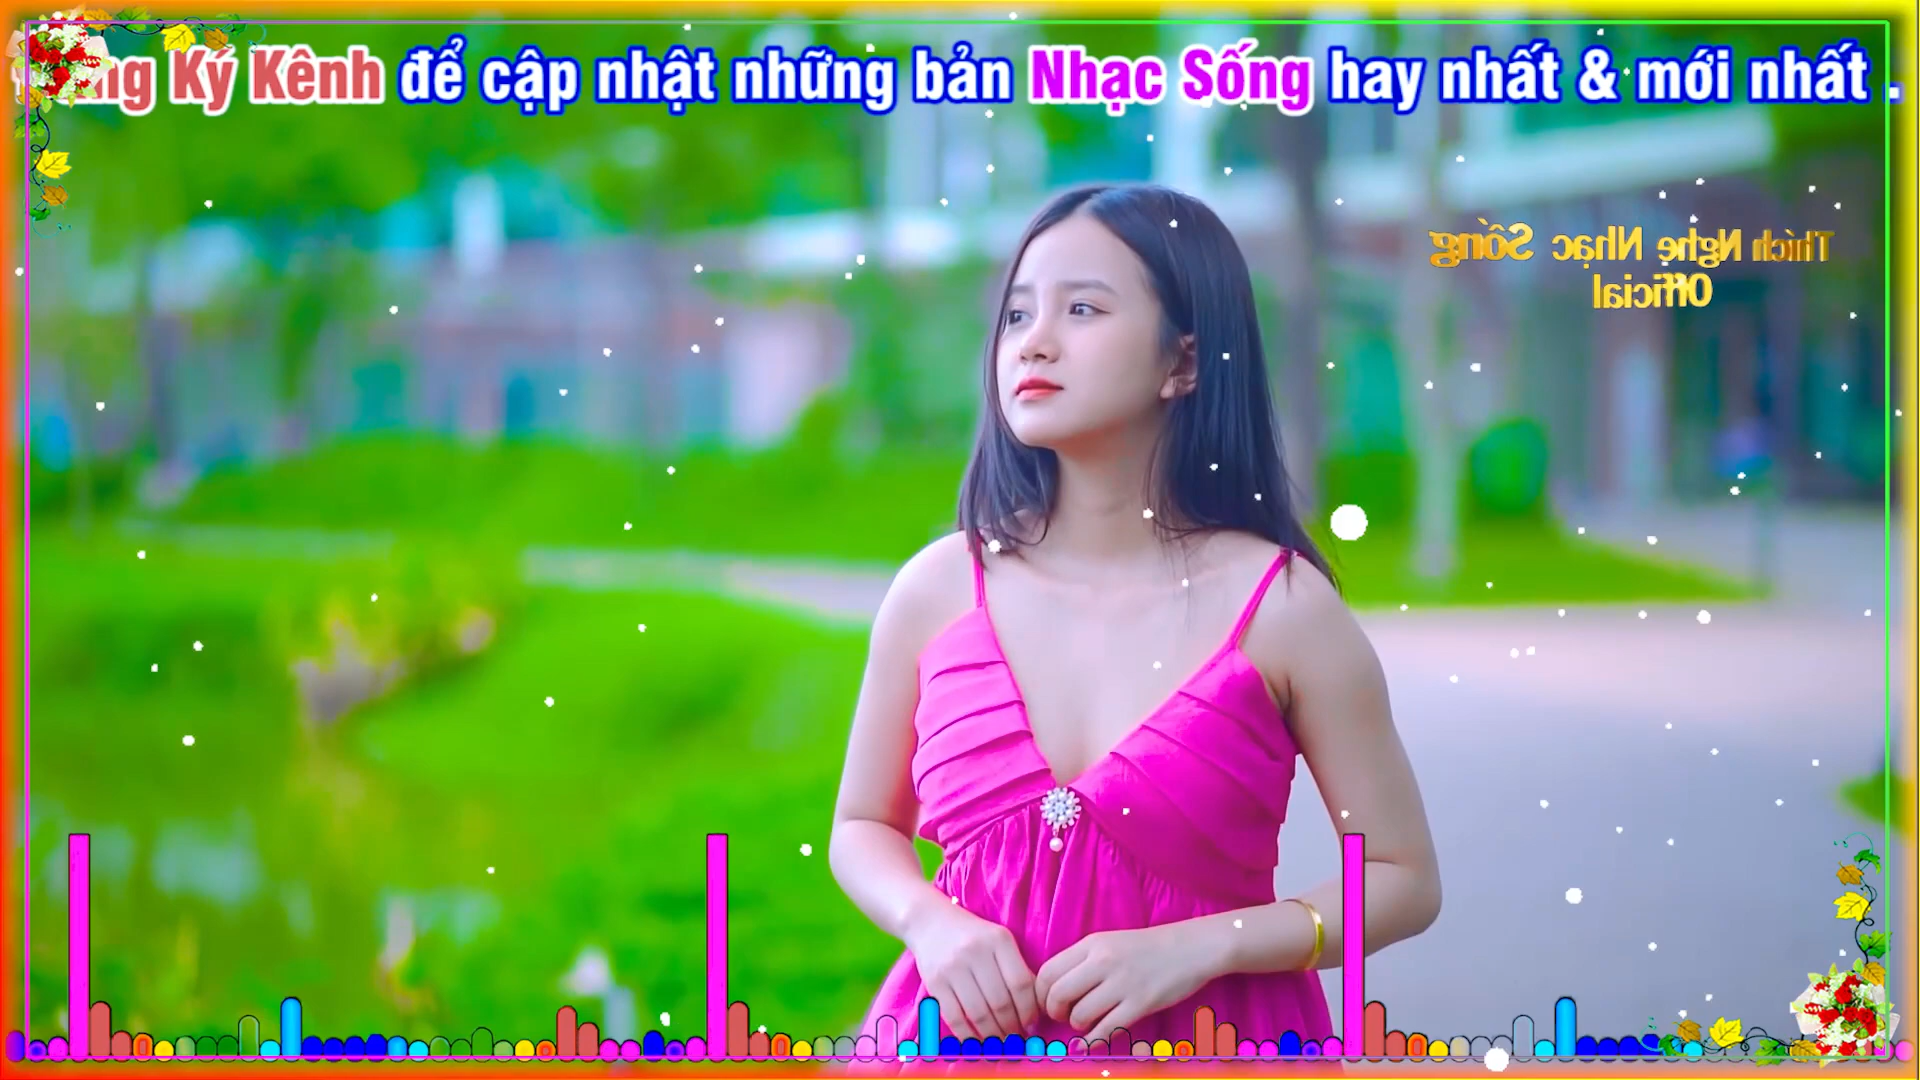 Ký Kênh để cập nhật những bản Nhạc Sống hay nhất & mới nhất .
Thích Nghe Nhạc Sống
Official